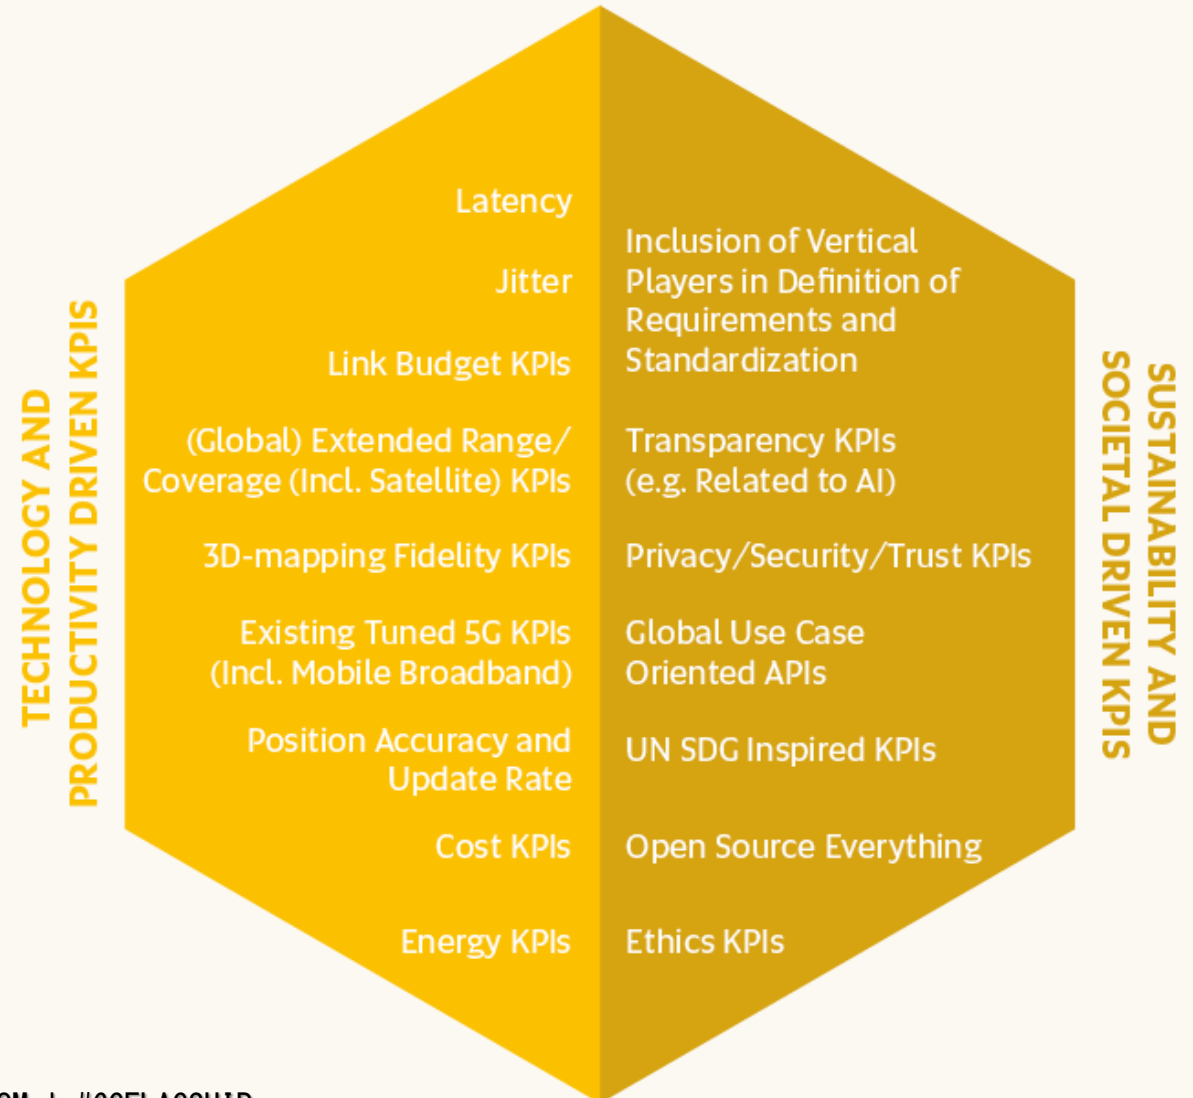 TECHNOLOGY AND
PRODUCTIVITY DRIVEN KPIS
Latency
Jitter
Link Budget KPIs
(Global) Extended Range/
Coverage (Incl. Satellite) KPIs
3D-mapping Fidelity KPIs
Existing Tuned 5G KPIs
(Incl. Mobile Broadband)
Position Accuracy and
Update Rate
Cost KPIs
Energy KPIs
Inclusion of Vertical
Players in Definition of
Requirements and
Standardization
Transparency KPIs
(e.g. Related to AI)
Privacy/Security/Trust KPIs
Global Use Case
Oriented APIs
UN SDG Inspired KPIs
Open Source Everything
Ethics KPIs
SUSTAINABILITY AND
SOCIETAL DRIVEN KPIS